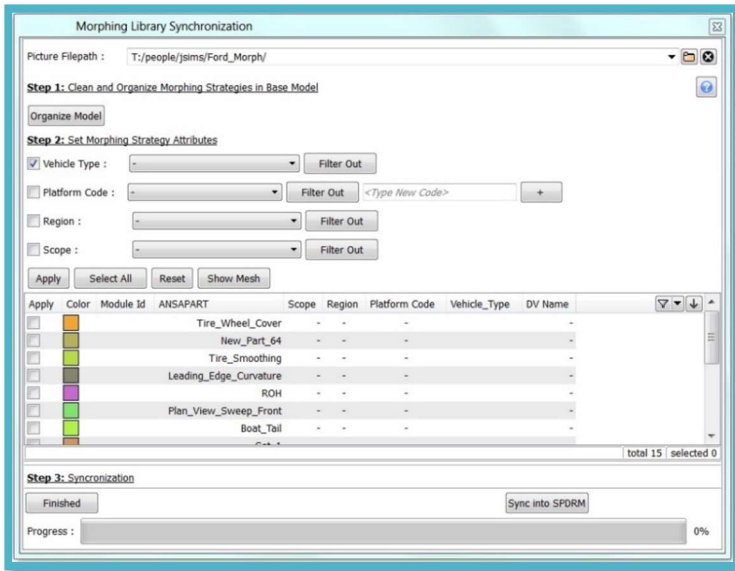 Morphing Library Synchronization
Picture Filepath : T:/people/jsims/Ford_Morph/
Step 1: Clean and Organize Morphing Strategies in Base Model
Organize Model
Step 2: Set Morphing Strategy Attributes
Vehicle Type : - Filter Out
Platform Code : - Filter Out <Type New Code> +
Region : - Filter Out
Scope : - Filter Out
Apply Select All Reset Show Mesh
Apply Color Module Id ANSAPART Scope Region Platform Code Vehicle_Type DV Name
Tire_Wheel_Cover - - - -
New_Part_64 - - - -
Tire_Smoothing - - - -
Leading_Edge_Curvature - - - -
ROH - - - -
Plan_View_Sweep_Front - - - -
Boat_Tail - - - -
total 15 selected 0
Step 3: Syncronization
Finished Sync into SPDRM
Progress : 0%